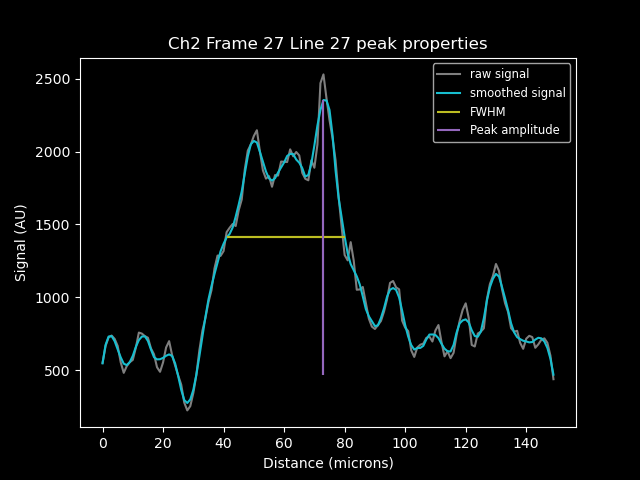 Ch2 Frame 27 Line 27 peak properties
raw signal
smoothed signal
FWHM
Peak amplitude
2500
2000
1500
1000
500
Signal (AU)
0 20 40 60 80 100 120 140
Distance (microns)